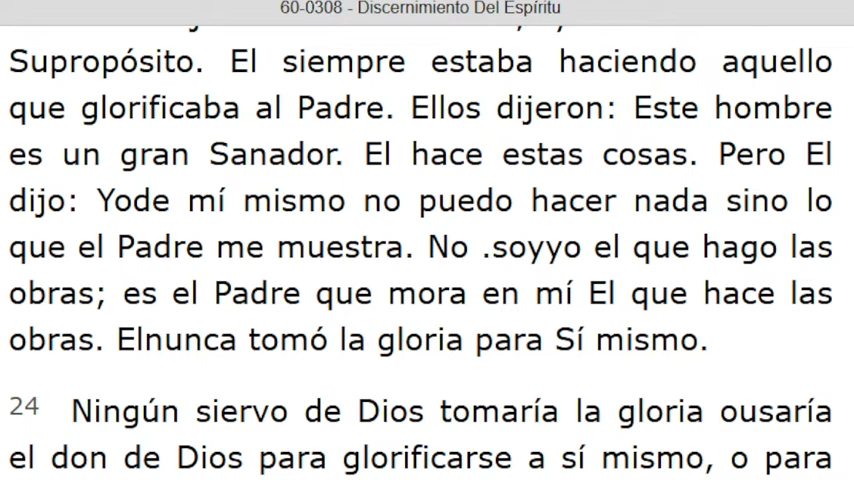 60-0308 - Discernimiento Del Espíritu
Supropósito. El siempre estaba haciendo aquello
que glorificaba al Padre. Ellos dijeron: Este hombre
es un gran Sanador. El hace estas cosas. Pero El
dijo: Yode mí mismo no puedo hacer nada sino lo
que el Padre me muestra. No .soyyo el que hago las
obras; es el Padre que mora en mí El que hace las
obras. Elnunca tomó la gloria para Sí mismo.
24 Ningún siervo de Dios tomaría la gloria ousaría
el don de Dios para glorificarse a sí mismo, o para